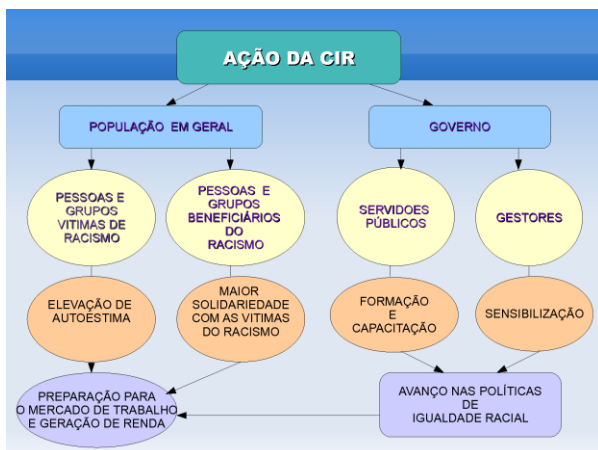 AÇÃO DA CIR
POPULAÇÃO EM GERAL
GOVERNO
PESSOAS E
GRUPOS
VITIMAS DE
RACISMO
PESSOAS E
GRUPOS
BENEFICIÁRIOS
DO
RACISMO
SERVIDOES
PÚBLICOS
GESTORES
ELEVAÇÃO DE
AUTOESTIMA
MAIOR
SOLIDARIEDADE
COM AS VITIMAS
DO RACISMO
FORMAÇÃO
E
CAPACITAÇÃO
SENSIBILIZAÇÃO
PREPARAÇÃO PARA
O MERCADO DE TRABALHO
E GERAÇÃO DE RENDA
AVANÇO NAS POLÍTICAS
DE
IGUALDADE RACIAL